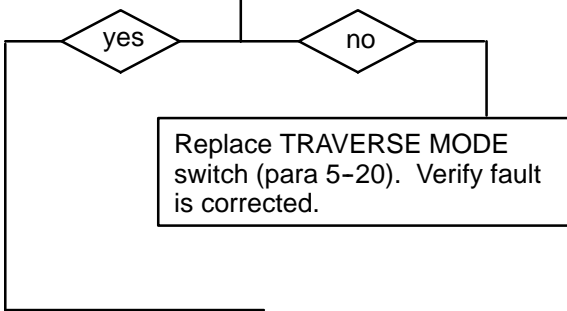 yes
no
Replace TRAVERSE MODE
switch (para 5-20). Verify fault
is corrected.